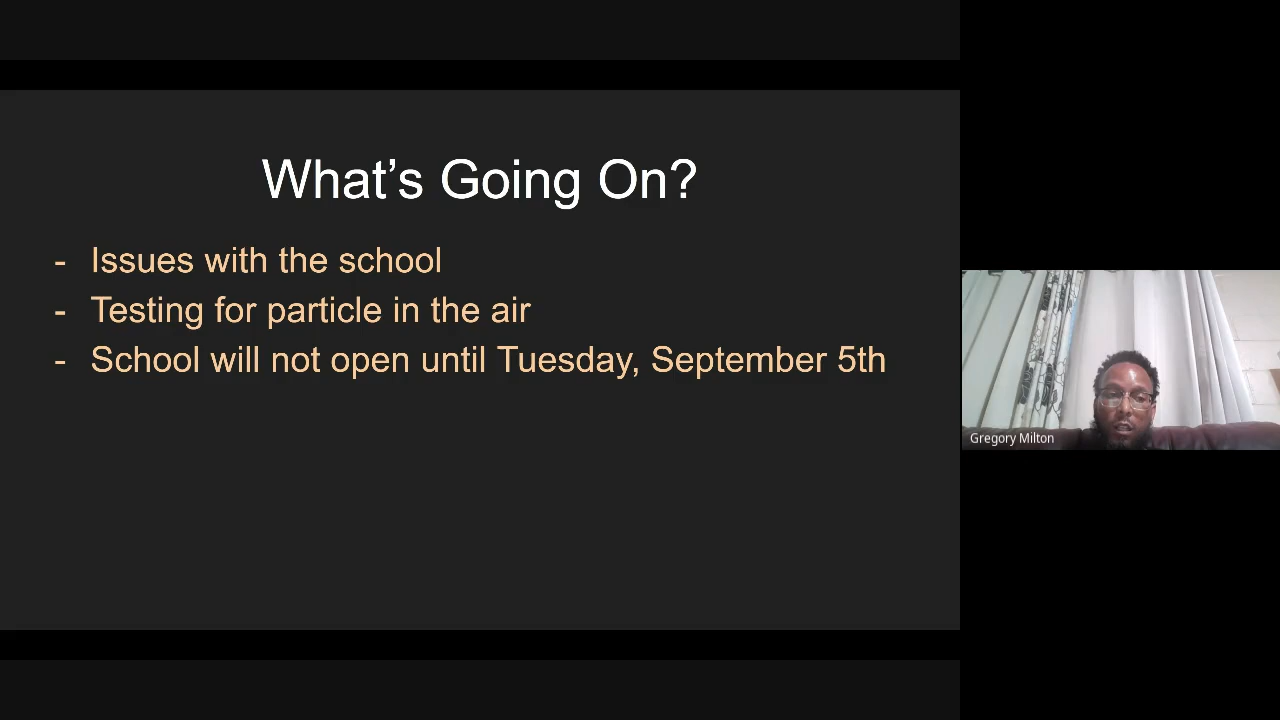 What’s Going On?
- Issues with the school
- Testing for particle in the air
- School will not open until Tuesday, September 5th
Gregory Milton